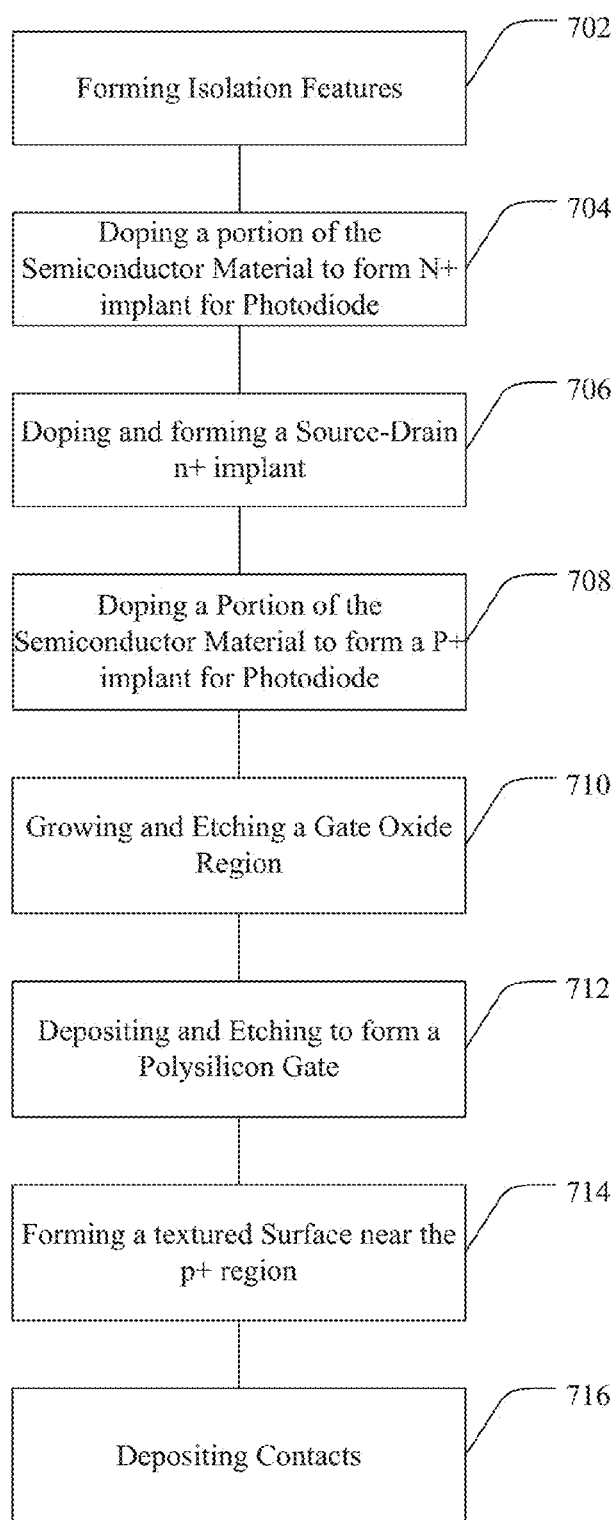 702
Forming Isolation Features
704
Doping a portion of the
Semiconductor Material to form N+
implant for Photodiode
706
Doping and forming a Source-Drain
n+ implant
708
Doping a Portion of the
Semiconductor Material to form a P+
implant for Photodiode
710
Growing and Etching a Gate Oxide
Region
712
Depositing and Etching to form a
Polysilicon Gate
714
Forming a textured Surface near the
p+ region
716
Depositing Contacts